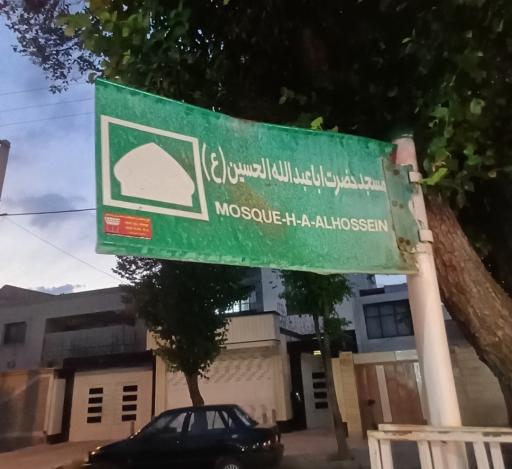 مسجد حضرت اباعبدالله الحسین (ع)
MOSQUE-H-A-ALHOSSEIN